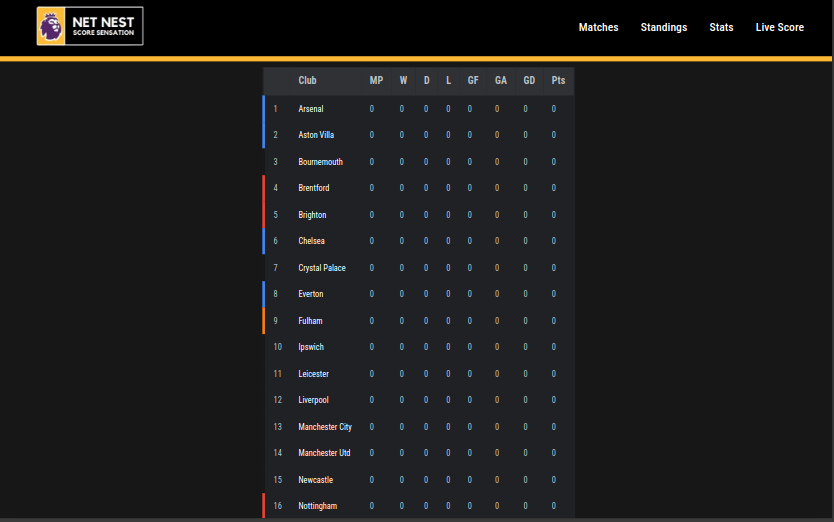 NET NEST
SCORE SENSATION
Matches Standings Stats Live Score
Club MP W D L GF GA GD Pts
1 Arsenal 0 0 0 0 0 0 0 0
2 Aston Villa 0 0 0 0 0 0 0 0
3 Bournemouth 0 0 0 0 0 0 0 0
4 Brentford 0 0 0 0 0 0 0 0
5 Brighton 0 0 0 0 0 0 0 0
6 Chelsea 0 0 0 0 0 0 0 0
7 Crystal Palace 0 0 0 0 0 0 0 0
8 Everton 0 0 0 0 0 0 0 0
9 Fulham 0 0 0 0 0 0 0 0
10 Ipswich 0 0 0 0 0 0 0 0
11 Leicester 0 0 0 0 0 0 0 0
12 Liverpool 0 0 0 0 0 0 0 0
13 Manchester City 0 0 0 0 0 0 0 0
14 Manchester Utd 0 0 0 0 0 0 0 0
15 Newcastle 0 0 0 0 0 0 0 0
16 Nottingham 0 0 0 0 0 0 0 0